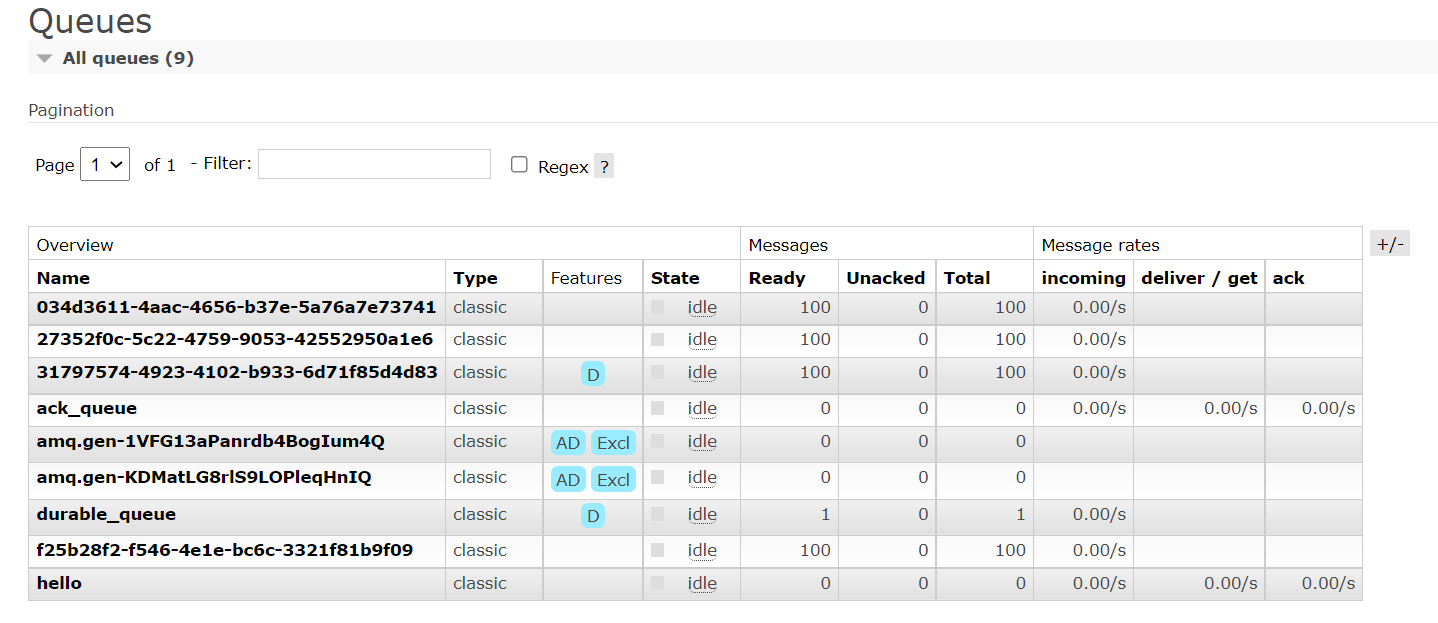 Queues
All queues (9)
Pagination
Page 1 of 1 - Filter: Regex ?
Overview Messages Message rates +/-
Name Type Features State Ready Unacked Total incoming deliver / get ack
034d3611-4aac-4656-b37e-5a76a7e73741 classic idle 100 0 100 0.00/s
27352f0c-5c22-4759-9053-42552950a1e6 classic idle 100 0 100 0.00/s
31797574-4923-4102-b933-6d71f85d4d83 classic D idle 100 0 100 0.00/s
ack_queue classic idle 0 0 0 0.00/s 0.00/s 0.00/s
amq.gen-1VFG13aPanrdb4BogIum4Q classic AD Excl idle 0 0 0
amq.gen-KDMatLG8rlS9LOPleqHnIQ classic AD Excl idle 0 0 0
durable_queue classic D idle 1 0 1 0.00/s
f25b28f2-f546-4e1e-bc6c-3321f81b9f09 classic idle 100 0 100 0.00/s
hello classic idle 0 0 0 0.00/s 0.00/s 0.00/s